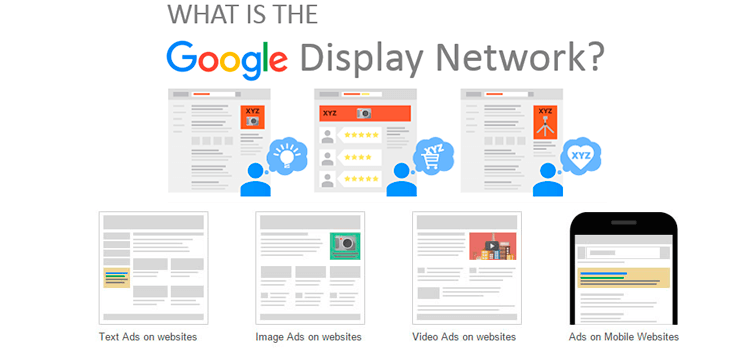 WHAT IS THE
Google Display Network?
XYZ
XYZ
XYZ
XYZ
XYZ
Text Ads on websites
Image Ads on websites
Video Ads on websites
Ads on Mobile Websites